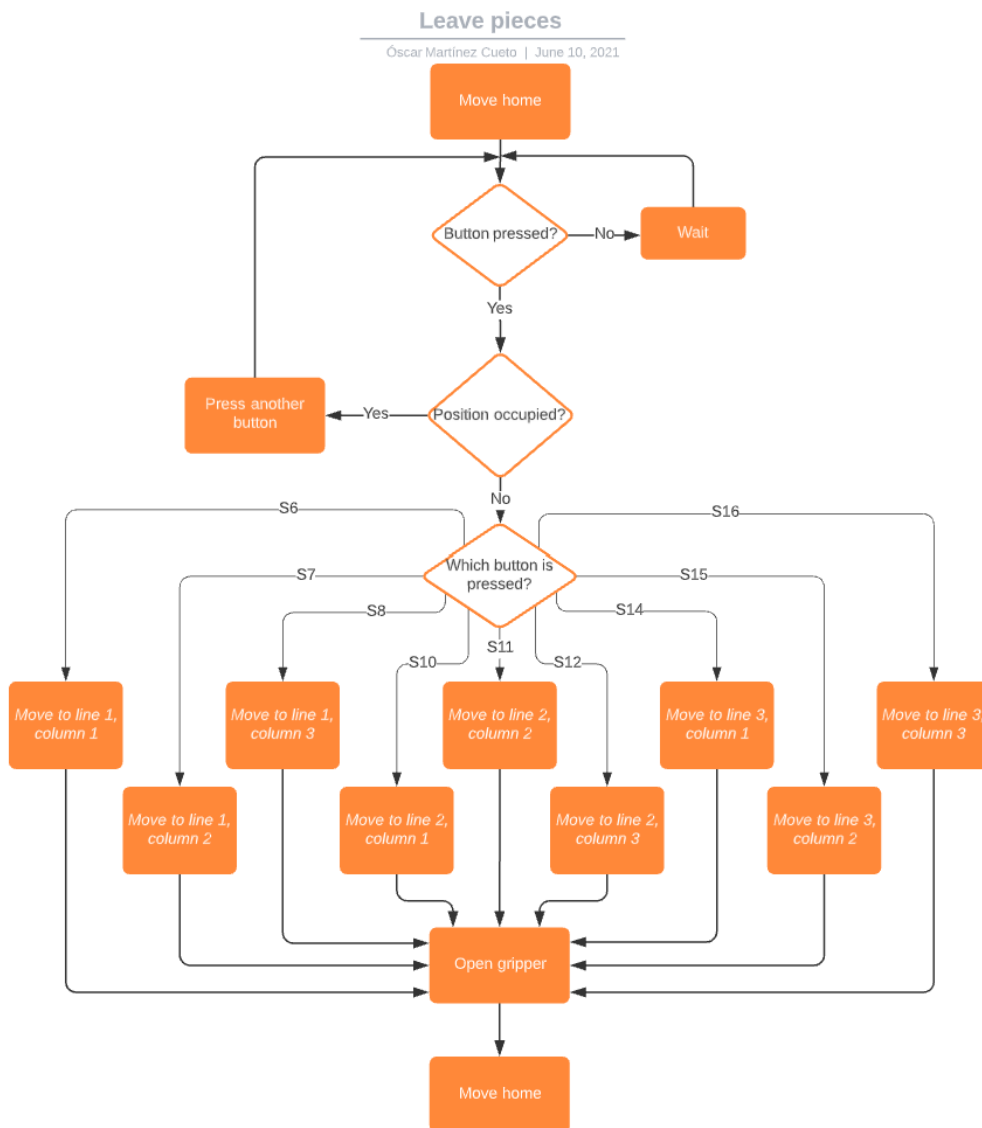 Leave pieces
Óscar Martínez Cueto | June 10, 2021
Move home
Button pressed?
No
Wait
Yes
Press another
button
Yes
Position occupied?
No
S6
S16
Which button is
pressed?
S7
S15
S8
S14
S11
S10
S12
Move to line 1,
column 1
Move to line 1,
column 3
Move to line 2,
column 2
Move to line 3,
column 1
Move to line 3,
column 3
Move to line 1,
column 2
Move to line 2,
column 1
Move to line 2,
column 3
Move to line 3,
column 2
Open gripper
Move home